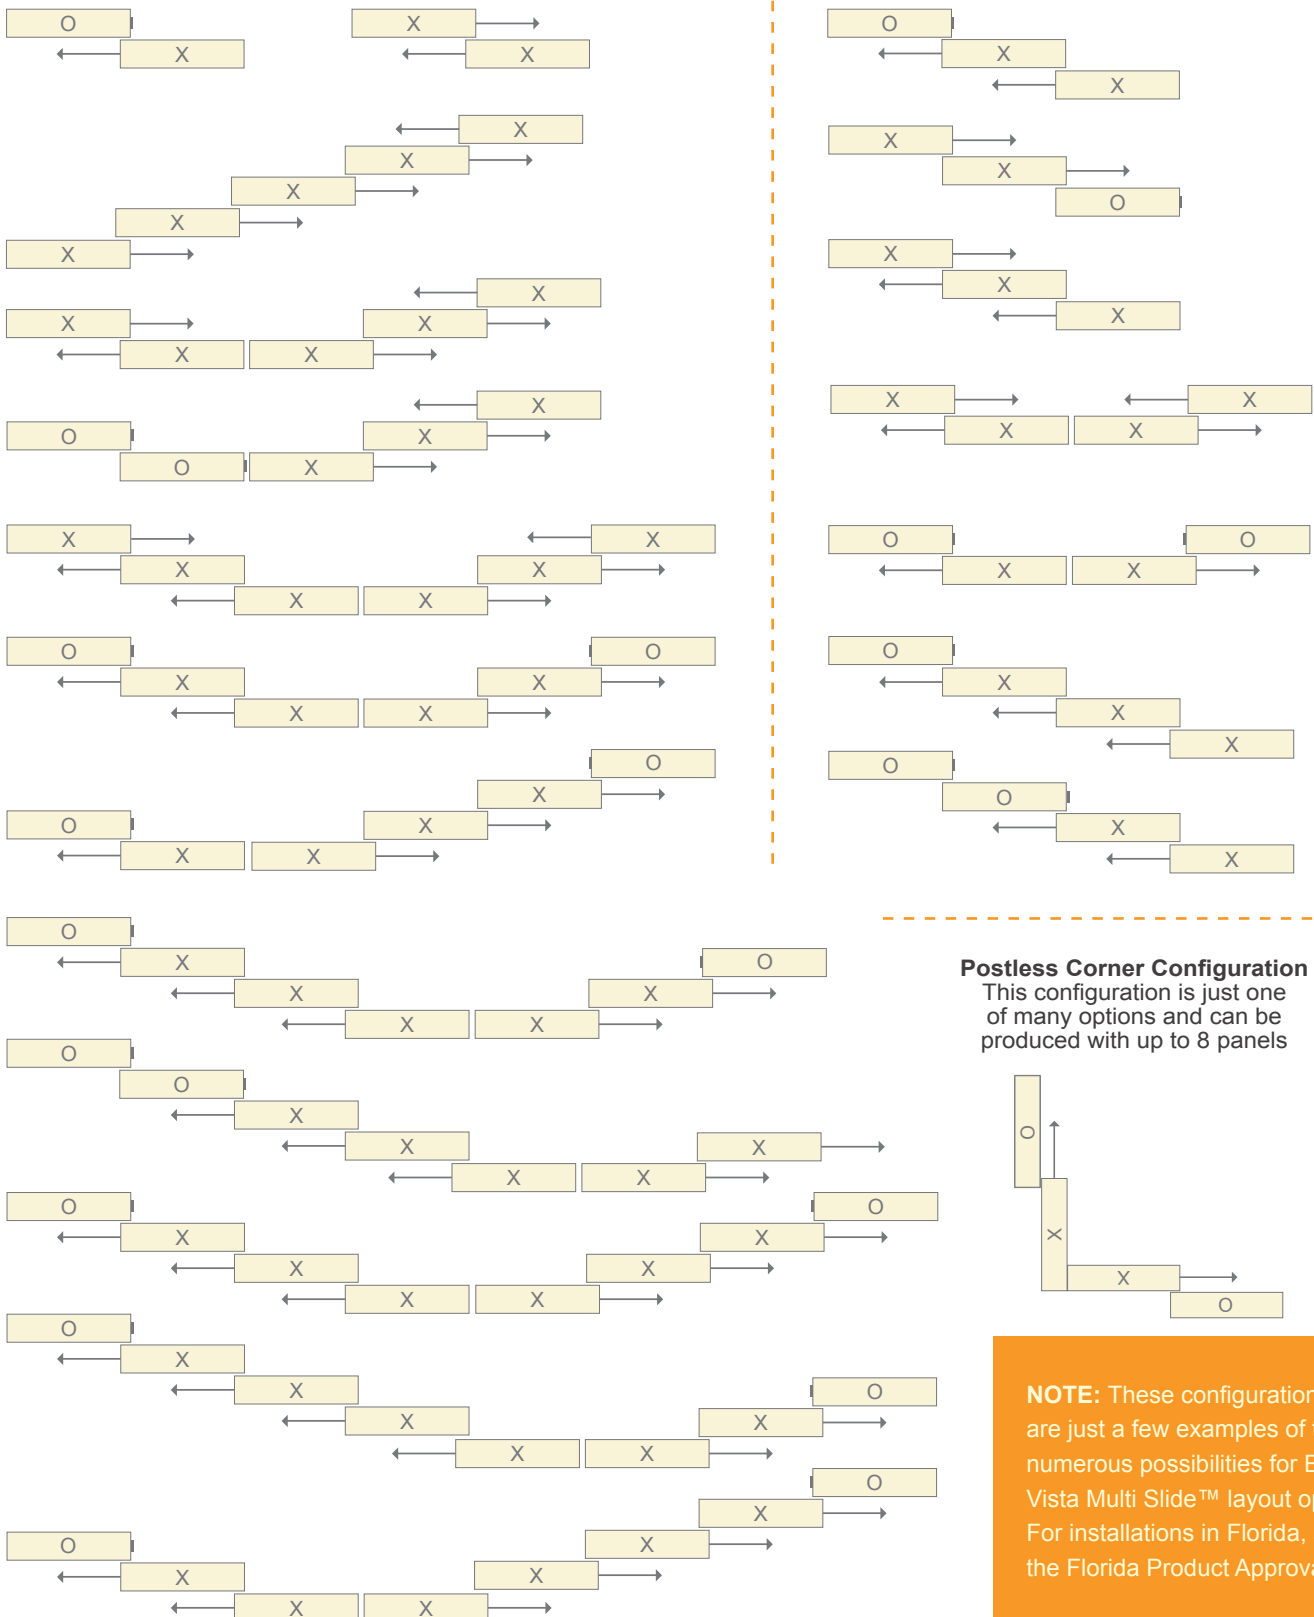 O X
X X
X
X
X
X
X
X
X X
X X
X
O X
O X
X X
X X
X X
O O
X X
X X
O
X
O X
X X
O
X
X
X
X
O
X
X
X
X X
X X
O O
X X
O
X
X
X
O
O
X
X
O
X O
X X
X X
O
O
X
X X
X X
O O
X X
X X
X X
O
X
X O
X X
X X
O
X
O X
X X
X X
Postless Corner Configuration
This configuration is just one
of many options and can be
produced with up to 8 panels
O
X
X
O
NOTE: These configuration
are just a few examples of
numerous possibilities for
Vista Multi Slide™ layout
For installations in Florida,
the Florida Product Approva